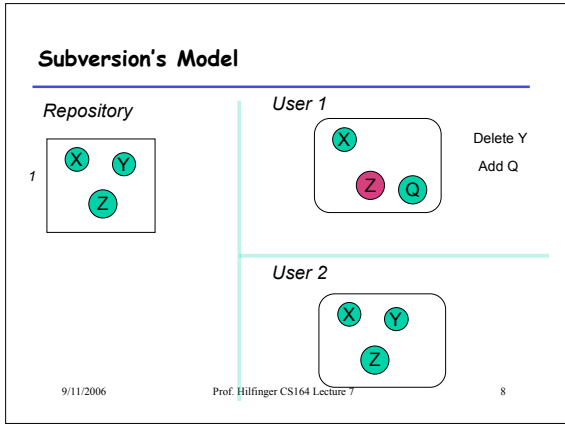 Subversion's Model
Repository
1
X Y
Z
User 1
X
Z Q
Delete Y
Add Q
User 2
X Y
Z
9/11/2006 Prof. Hilfinger CS164 Lecture 7 8